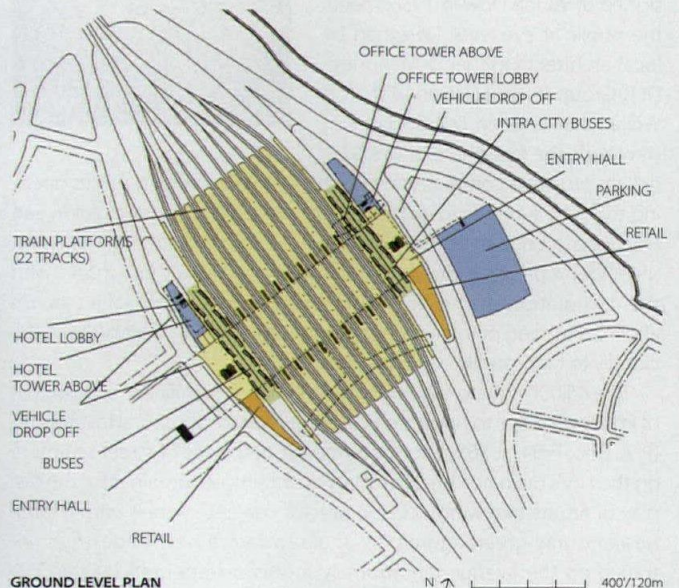 OFFICE TOWER ABOVE
OFFICE TOWER LOBBY
VEHICLE DROP OFF
INTRA CITY BUSES
ENTRY HALL
PARKING
RETAIL
TRAIN PLATFORMS
(22 TRACKS)
HOTEL LOBBY
HOTEL
TOWER ABOVE
VEHICLE
DROP OFF
BUSES
ENTRY HALL
RETAIL
GROUND LEVEL PLAN
N
400'/120m